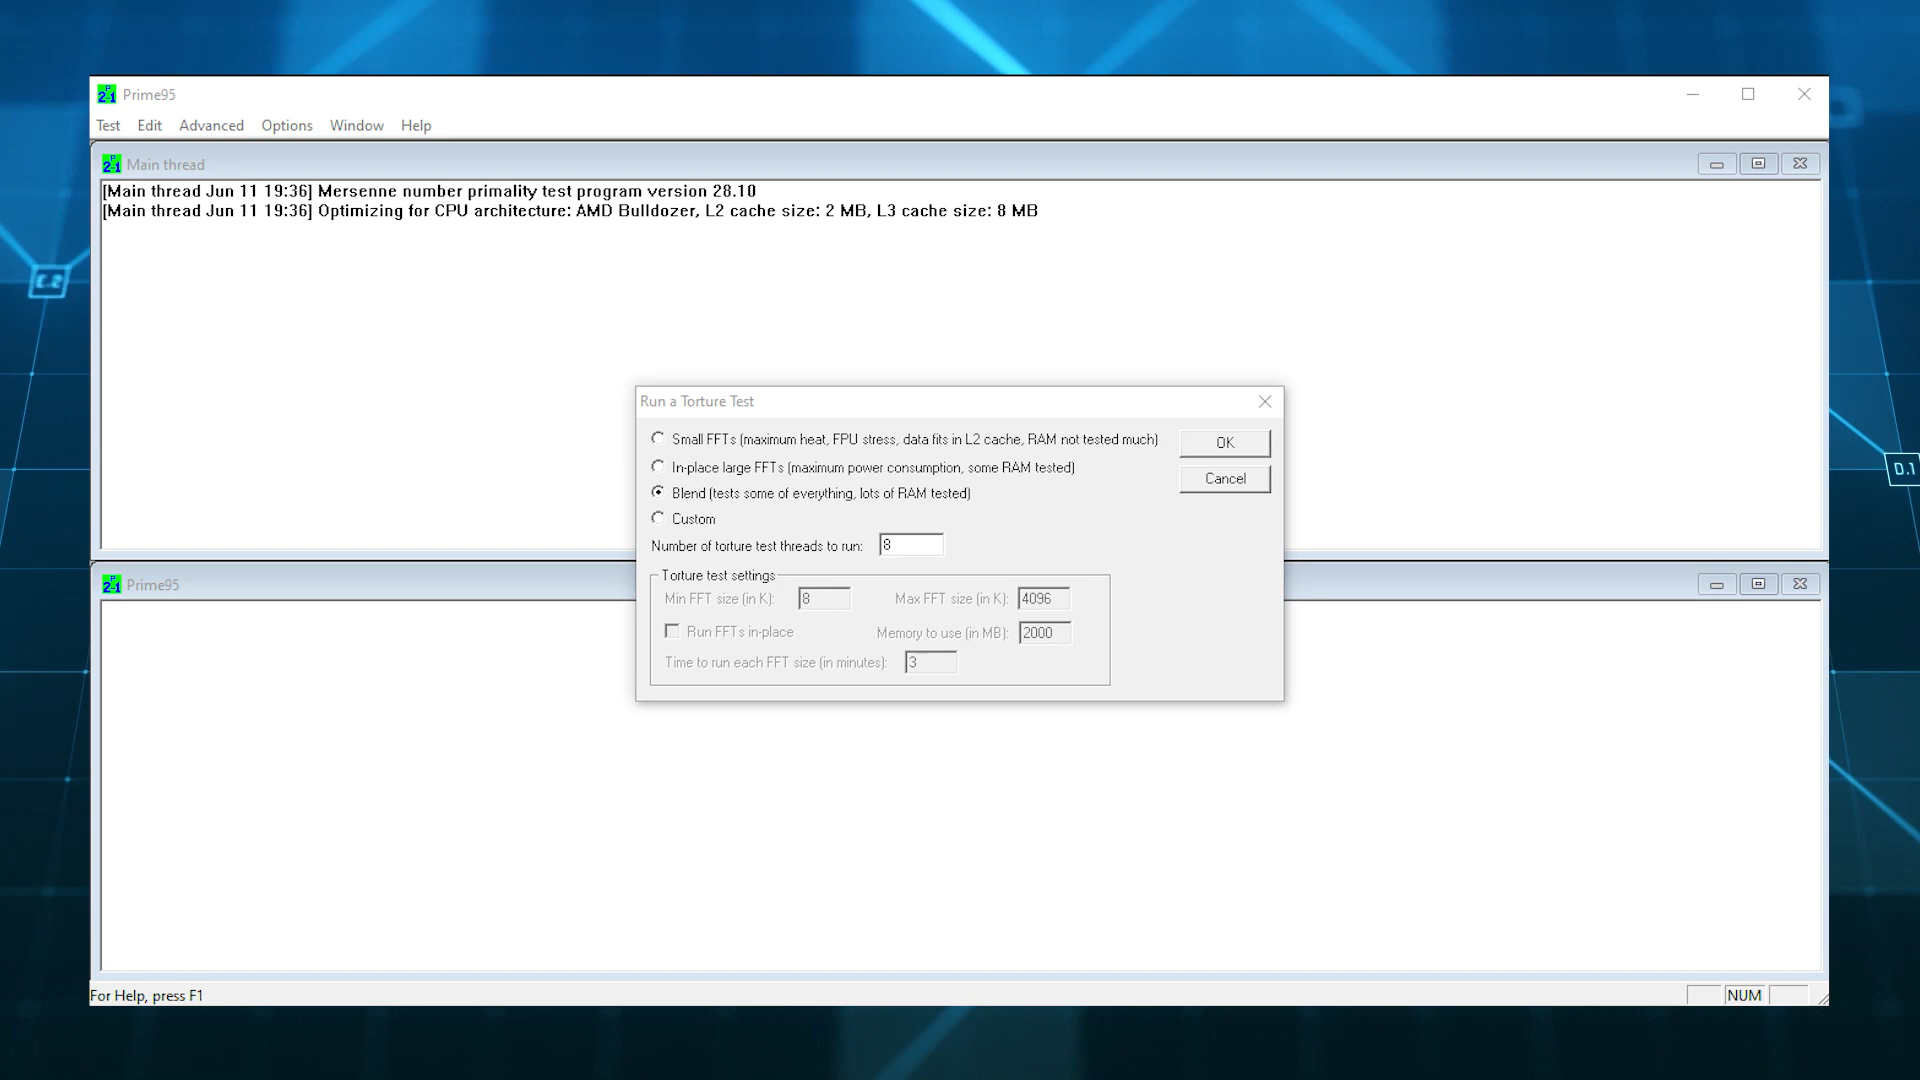 Prime95
Test Edit Advanced Options Window Help
Main thread
[Main thread Jun 11 19:36] Mersenne number primality test program version 28.10
[Main thread Jun 11 19:36] Optimizing for CPU architecture: AMD Bulldozer, L2 cache size: 2 MB, L3 cache size: 8 MB
Run a Torture Test
Small FFTs (maximum heat, FPU stress, data fits in L2 cache, RAM not tested much)
OK
In-place large FFTs (maximum power consumption, some RAM tested)
Cancel
Blend (tests some of everything, lots of RAM tested)
Custom
Number of torture test threads to run: 8
Torture test settings
Min FFT size (in K): 8 Max FFT size (in K): 4096
Run FFTs in-place Memory to use (in MB): 2000
Time to run each FFT size (in minutes): 3
Prime95
For Help, press F1
NUM
D.1